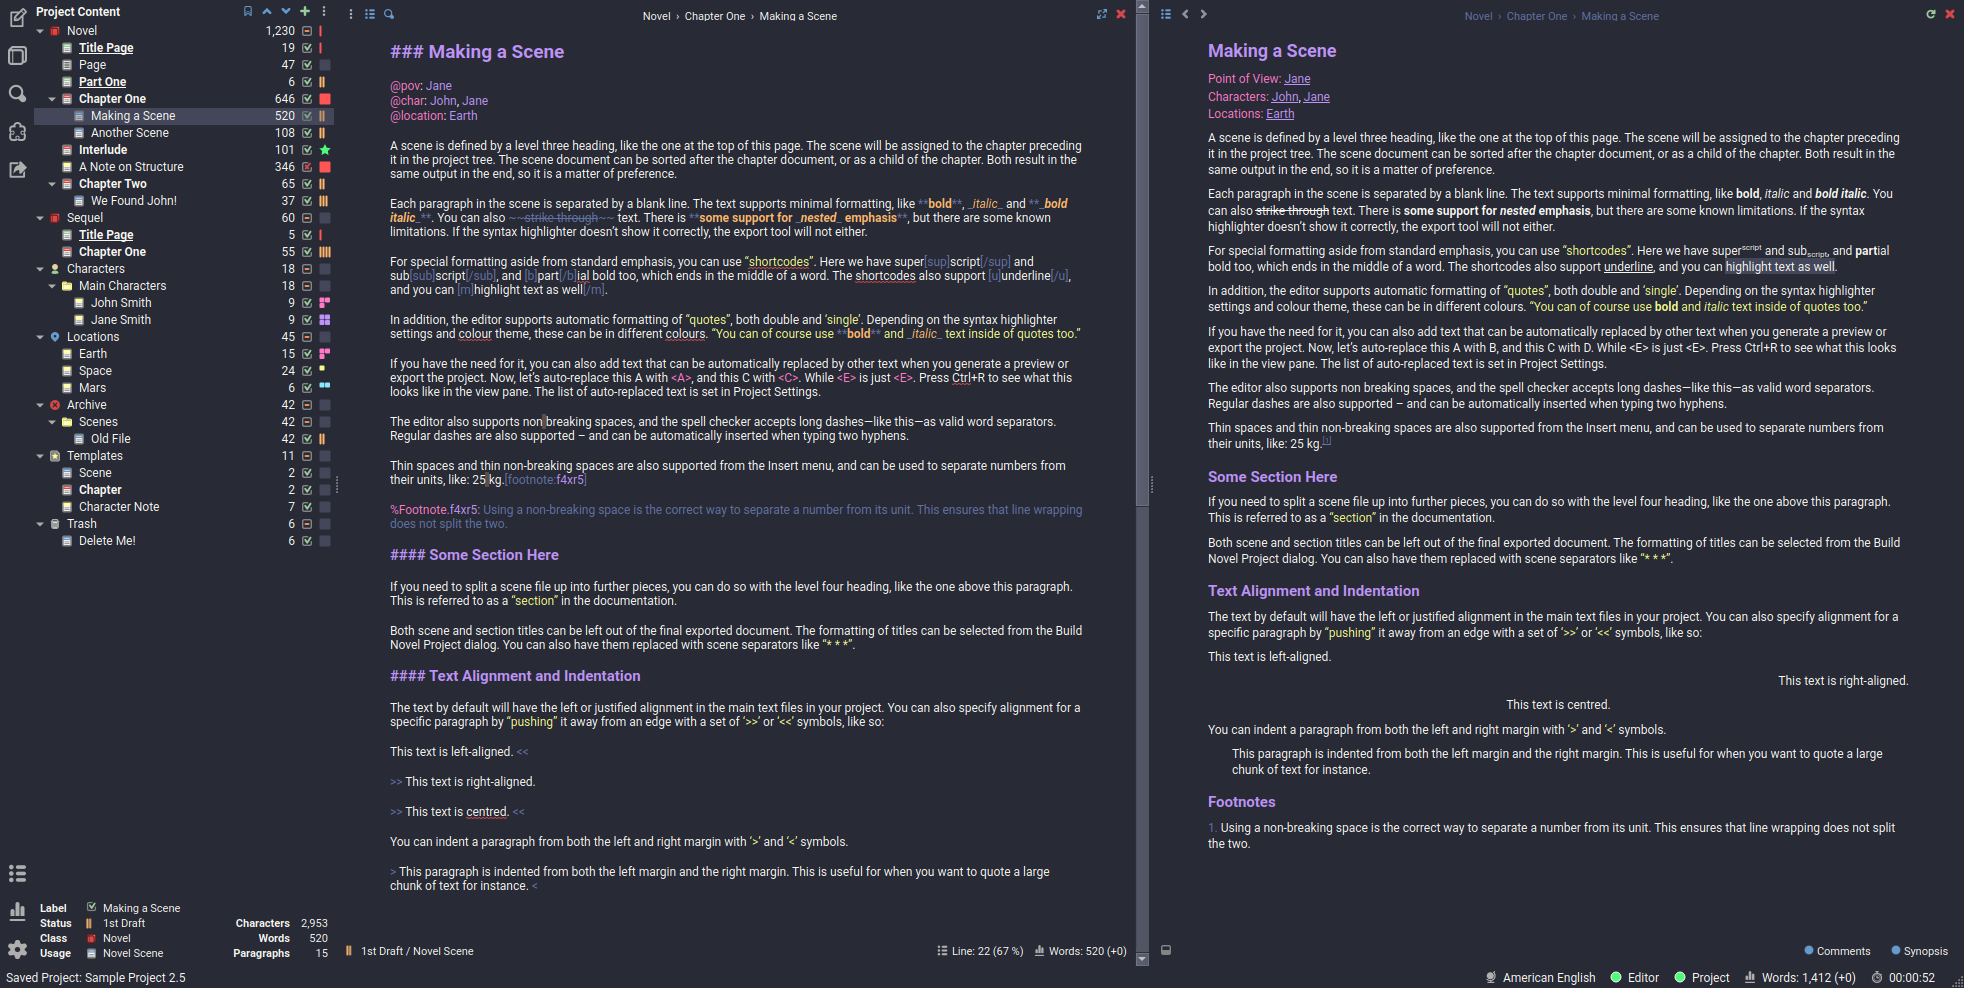 Project Content
Novel 1,230
Title Page 19
Page 47
Part One 6
Chapter One 646
Making a Scene 520
Another Scene 108
Interlude 101
A Note on Structure 346
Chapter Two 65
We Found John! 37
Sequel 60
Title Page 5
Chapter One 55
Characters 18
Main Characters 18
John Smith 9
Jane Smith 9
Locations 45
Earth 15
Space 24
Mars 6
Archive 42
Scenes 42
Old File 42
Templates 11
Scene 2
Chapter 2
Character Note 7
Trash 6
Delete Me! 6
Label Making a Scene
Status 1st Draft Characters 2,953
Class Novel Words 520
Usage Novel Scene Paragraphs 15
Novel › Chapter One › Making a Scene
### Making a Scene
@pov: Jane
@char: John, Jane
@location: Earth
A scene is defined by a level three heading, like the one at the top of this page. The scene will be assigned to the chapter preceding
it in the project tree. The scene document can be sorted after the chapter document, or as a child of the chapter. Both result in the
same output in the end, so it is a matter of preference.
Each paragraph in the scene is separated by a blank line. The text supports minimal formatting, like **bold**, _italic_ and **_bold
italic_**. You can also ~~strike through~~ text. There is **some support for _nested_ emphasis**, but there are some known
limitations. If the syntax highlighter doesn’t show it correctly, the export tool will not either.
For special formatting aside from standard emphasis, you can use “shortcodes”. Here we have super[sup]script[/sup] and
sub[sub]script[/sub], and [b]part[/b]ial bold too, which ends in the middle of a word. The shortcodes also support [u]underline[/u],
and you can [m]highlight text as well[/m].
In addition, the editor supports automatic formatting of “quotes”, both double and ‘single’. Depending on the syntax highlighter
settings and colour theme, these can be in different colours. “You can of course use **bold** and _italic_ text inside of quotes too.”
If you have the need for it, you can also add text that can be automatically replaced by other text when you generate a preview or
export the project. Now, let’s auto-replace this A with <A>, and this C with <C>. While <E> is just <E>. Press Ctrl+R to see what this
looks like in the view pane. The list of auto-replaced text is set in Project Settings.
The editor also supports non breaking spaces, and the spell checker accepts long dashes—like this—as valid word separators.
Regular dashes are also supported – and can be automatically inserted when typing two hyphens.
Thin spaces and thin non-breaking spaces are also supported from the Insert menu, and can be used to separate numbers from
their units, like: 25 kg.[footnote:f4xr5]
%Footnote.f4xr5: Using a non-breaking space is the correct way to separate a number from its unit. This ensures that line wrapping
does not split the two.
#### Some Section Here
If you need to split a scene file up into further pieces, you can do so with the level four heading, like the one above this paragraph.
This is referred to as a “section” in the documentation.
Both scene and section titles can be left out of the final exported document. The formatting of titles can be selected from the Build
Novel Project dialog. You can also have them replaced with scene separators like “* * *”.
#### Text Alignment and Indentation
The text by default will have the left or justified alignment in the main text files in your project. You can also specify alignment for a
specific paragraph by “pushing” it away from an edge with a set of ‘>>’ or ‘<<’ symbols, like so:
This text is left-aligned. <<
>> This text is right-aligned.
>> This text is centred. <<
You can indent a paragraph from both the left and right margin with ‘>’ and ‘<’ symbols.
> This paragraph is indented from both the left margin and the right margin. This is useful for when you want to quote a large
chunk of text for instance. <
1st Draft / Novel Scene Line: 22 (67 %) Words: 520 (+0)
Novel › Chapter One › Making a Scene
Making a Scene
Point of View: Jane
Characters: John, Jane
Locations: Earth
A scene is defined by a level three heading, like the one at the top of this page. The scene will be assigned to the chapter preceding
it in the project tree. The scene document can be sorted after the chapter document, or as a child of the chapter. Both result in the
same output in the end, so it is a matter of preference.
Each paragraph in the scene is separated by a blank line. The text supports minimal formatting, like bold, italic and bold italic. You
can also strike through text. There is some support for nested emphasis, but there are some known limitations. If the syntax
highlighter doesn’t show it correctly, the export tool will not either.
For special formatting aside from standard emphasis, you can use “shortcodes”. Here we have superscript and subscript, and partial
bold too, which ends in the middle of a word. The shortcodes also support underline, and you can highlight text as well.
In addition, the editor supports automatic formatting of “quotes”, both double and ‘single’. Depending on the syntax highlighter
settings and colour theme, these can be in different colours. “You can of course use bold and italic text inside of quotes too.”
If you have the need for it, you can also add text that can be automatically replaced by other text when you generate a preview or
export the project. Now, let’s auto-replace this A with B, and this C with D. While <E> is just <E>. Press Ctrl+R to see what this looks
like in the view pane. The list of auto-replaced text is set in Project Settings.
The editor also supports non breaking spaces, and the spell checker accepts long dashes—like this—as valid word separators.
Regular dashes are also supported – and can be automatically inserted when typing two hyphens.
Thin spaces and thin non-breaking spaces are also supported from the Insert menu, and can be used to separate numbers from
their units, like: 25 kg.[1]
Some Section Here
If you need to split a scene file up into further pieces, you can do so with the level four heading, like the one above this paragraph.
This is referred to as a “section” in the documentation.
Both scene and section titles can be left out of the final exported document. The formatting of titles can be selected from the Build
Novel Project dialog. You can also have them replaced with scene separators like “* * *”.
Text Alignment and Indentation
The text by default will have the left or justified alignment in the main text files in your project. You can also specify alignment for a
specific paragraph by “pushing” it away from an edge with a set of ‘>>’ or ‘<<’ symbols, like so:
This text is left-aligned.
This text is right-aligned.
This text is centred.
You can indent a paragraph from both the left and right margin with ‘>’ and ‘<’ symbols.
This paragraph is indented from both the left margin and the right margin. This is useful for when you want to quote a large
chunk of text for instance.
Footnotes
1. Using a non-breaking space is the correct way to separate a number from its unit. This ensures that line wrapping does not split
the two.
Comments Synopsis
Saved Project: Sample Project 2.5 American English Editor Project Words: 1,412 (+0) 00:00:52